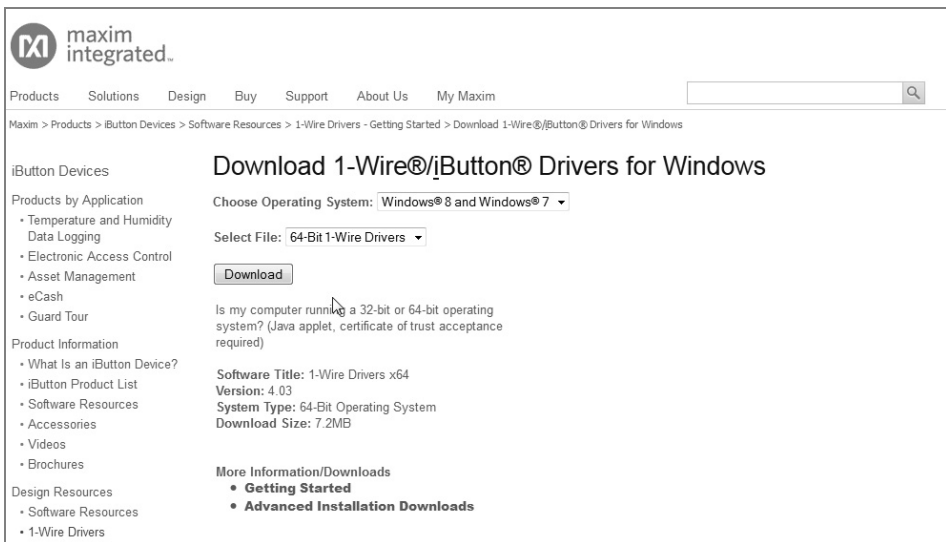 maxim
integrated™
Products Solutions Design Buy Support About Us My Maxim
Maxim > Products > iButton Devices > Software Resources > 1-Wire Drivers - Getting Started > Download 1-Wire®/iButton® Drivers for Windows
iButton Devices
Products by Application
• Temperature and Humidity
Data Logging
• Electronic Access Control
• Asset Management
• eCash
• Guard Tour
Product Information
• What Is an iButton Device?
• iButton Product List
• Software Resources
• Accessories
• Videos
• Brochures
Design Resources
• Software Resources
• 1-Wire Drivers
Download 1-Wire®/iButton® Drivers for Windows
Choose Operating System: Windows® 8 and Windows® 7
Select File: 64-Bit 1-Wire Drivers
Download
Is my computer running a 32-bit or 64-bit operating
system? (Java applet, certificate of trust acceptance
required)
Software Title: 1-Wire Drivers x64
Version: 4.03
System Type: 64-Bit Operating System
Download Size: 7.2MB
More Information/Downloads
• Getting Started
• Advanced Installation Downloads